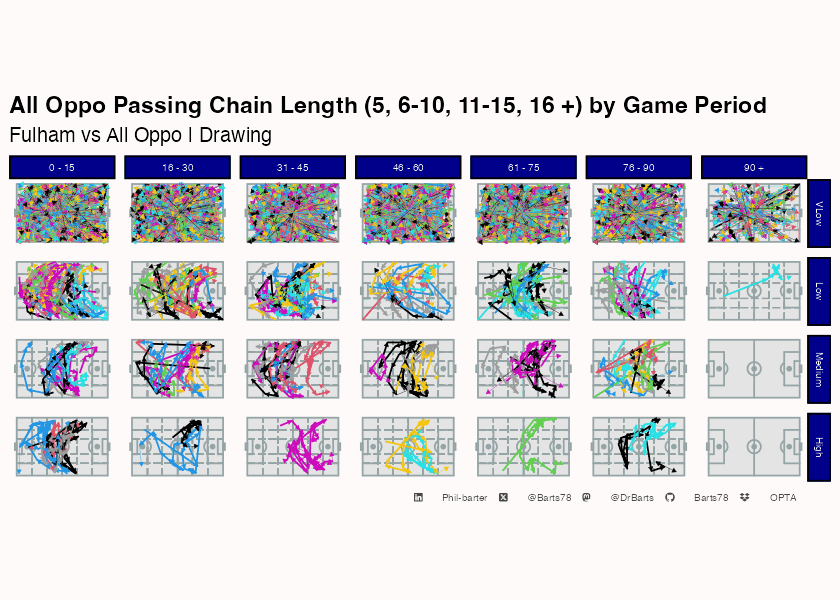 All Oppo Passing Chain Length (5, 6-10, 11-15, 16 +) by Game Period
Fulham vs All Oppo | Drawing
0 - 15 16 - 30 31 - 45 46 - 60 61 - 75 76 - 90 90 +
V Low
Low
Medium
High
Phil-barter @Barts78 @DrBarts Barts78 OPTA